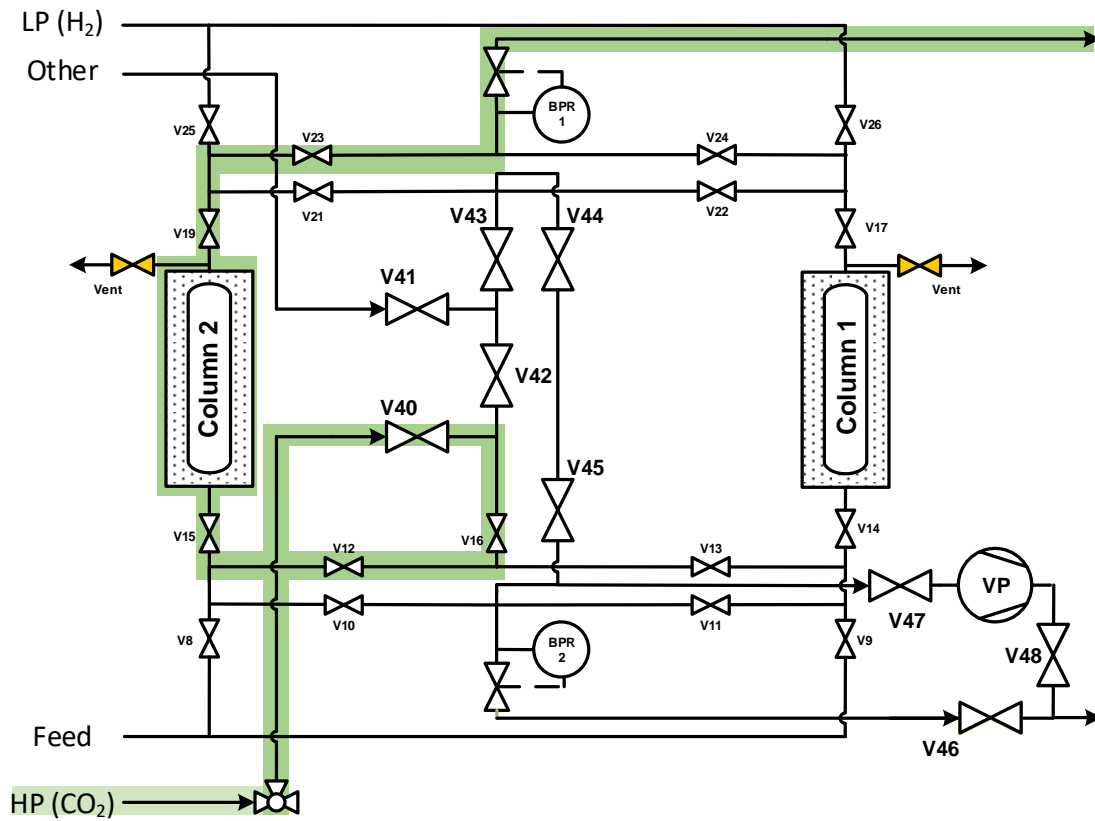 LP (H₂)
Other
BPR
1
V25
V23
V24
V26
V21
V22
V43
V44
V19
V17
Vent
V41
Vent
Column 2
Column 1
V42
V40
V45
V15
V12
V16
V13
V14
V10
V11
VP
V47
V8
BPR
2
V9
V48
Feed
V46
HP (CO₂)